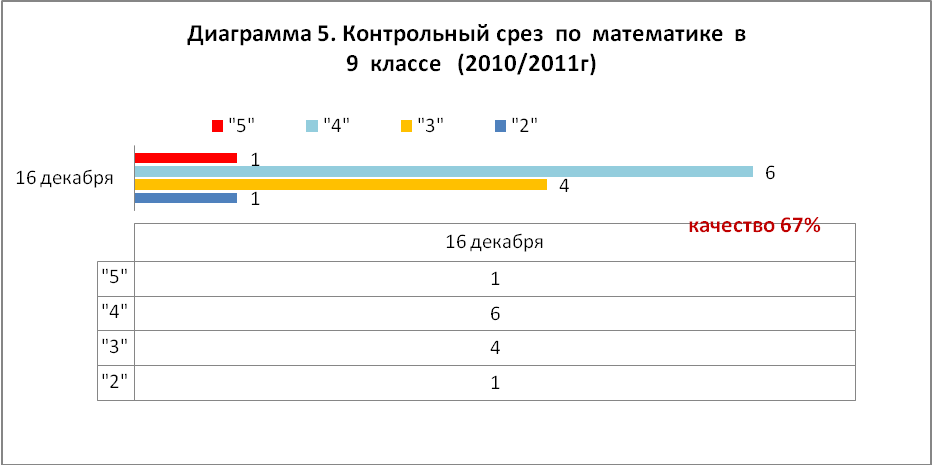 Диаграмма 5. Контрольный срез по математике в
9 классе (2010/2011г)
"5" "4" "3" "2"
1
16 декабря 6
4
1
качество 67%
16 декабря
"5" 1
"4" 6
"3" 4
"2" 1